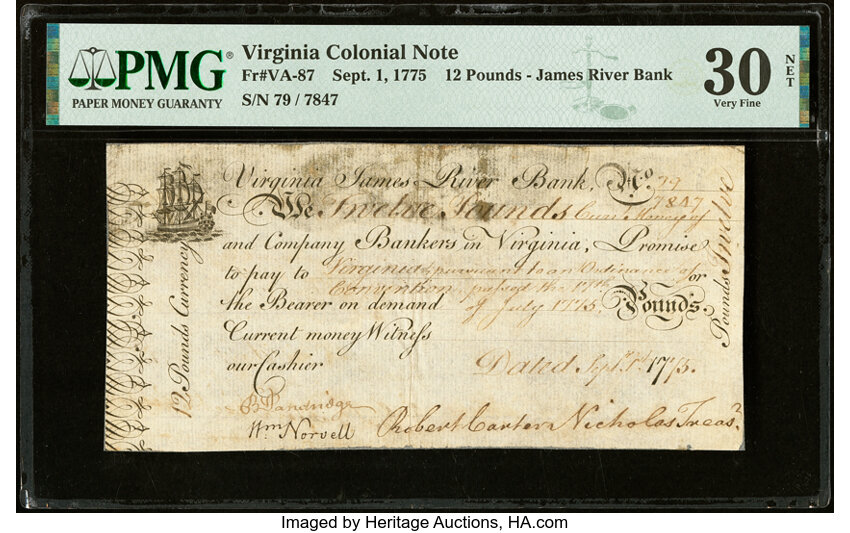 PMG®
PAPER MONEY GUARANTY
Virginia Colonial Note
Fr#VA-87 Sept. 1, 1775 12 Pounds - James River Bank
S/N 79 / 7847
30
NET
Very Fine
Virginia James River Bank, No. 79
7847
We Twelve Pounds Curr. Money of
and Company Bankers in Virginia, Promise
to pay to Virginia, pursuant to an Ordinance of or
Convention passed the 17th
the Bearer on demand of July 1775. Pounds.
Current money Witness
our Cashier Dated Sept. 1st 1775.
B Dandridge
Wm Norvell
Robert Carter Nicholas Treasr
12 Pounds Currency
Pounds Twelve
Imaged by Heritage Auctions, HA.com